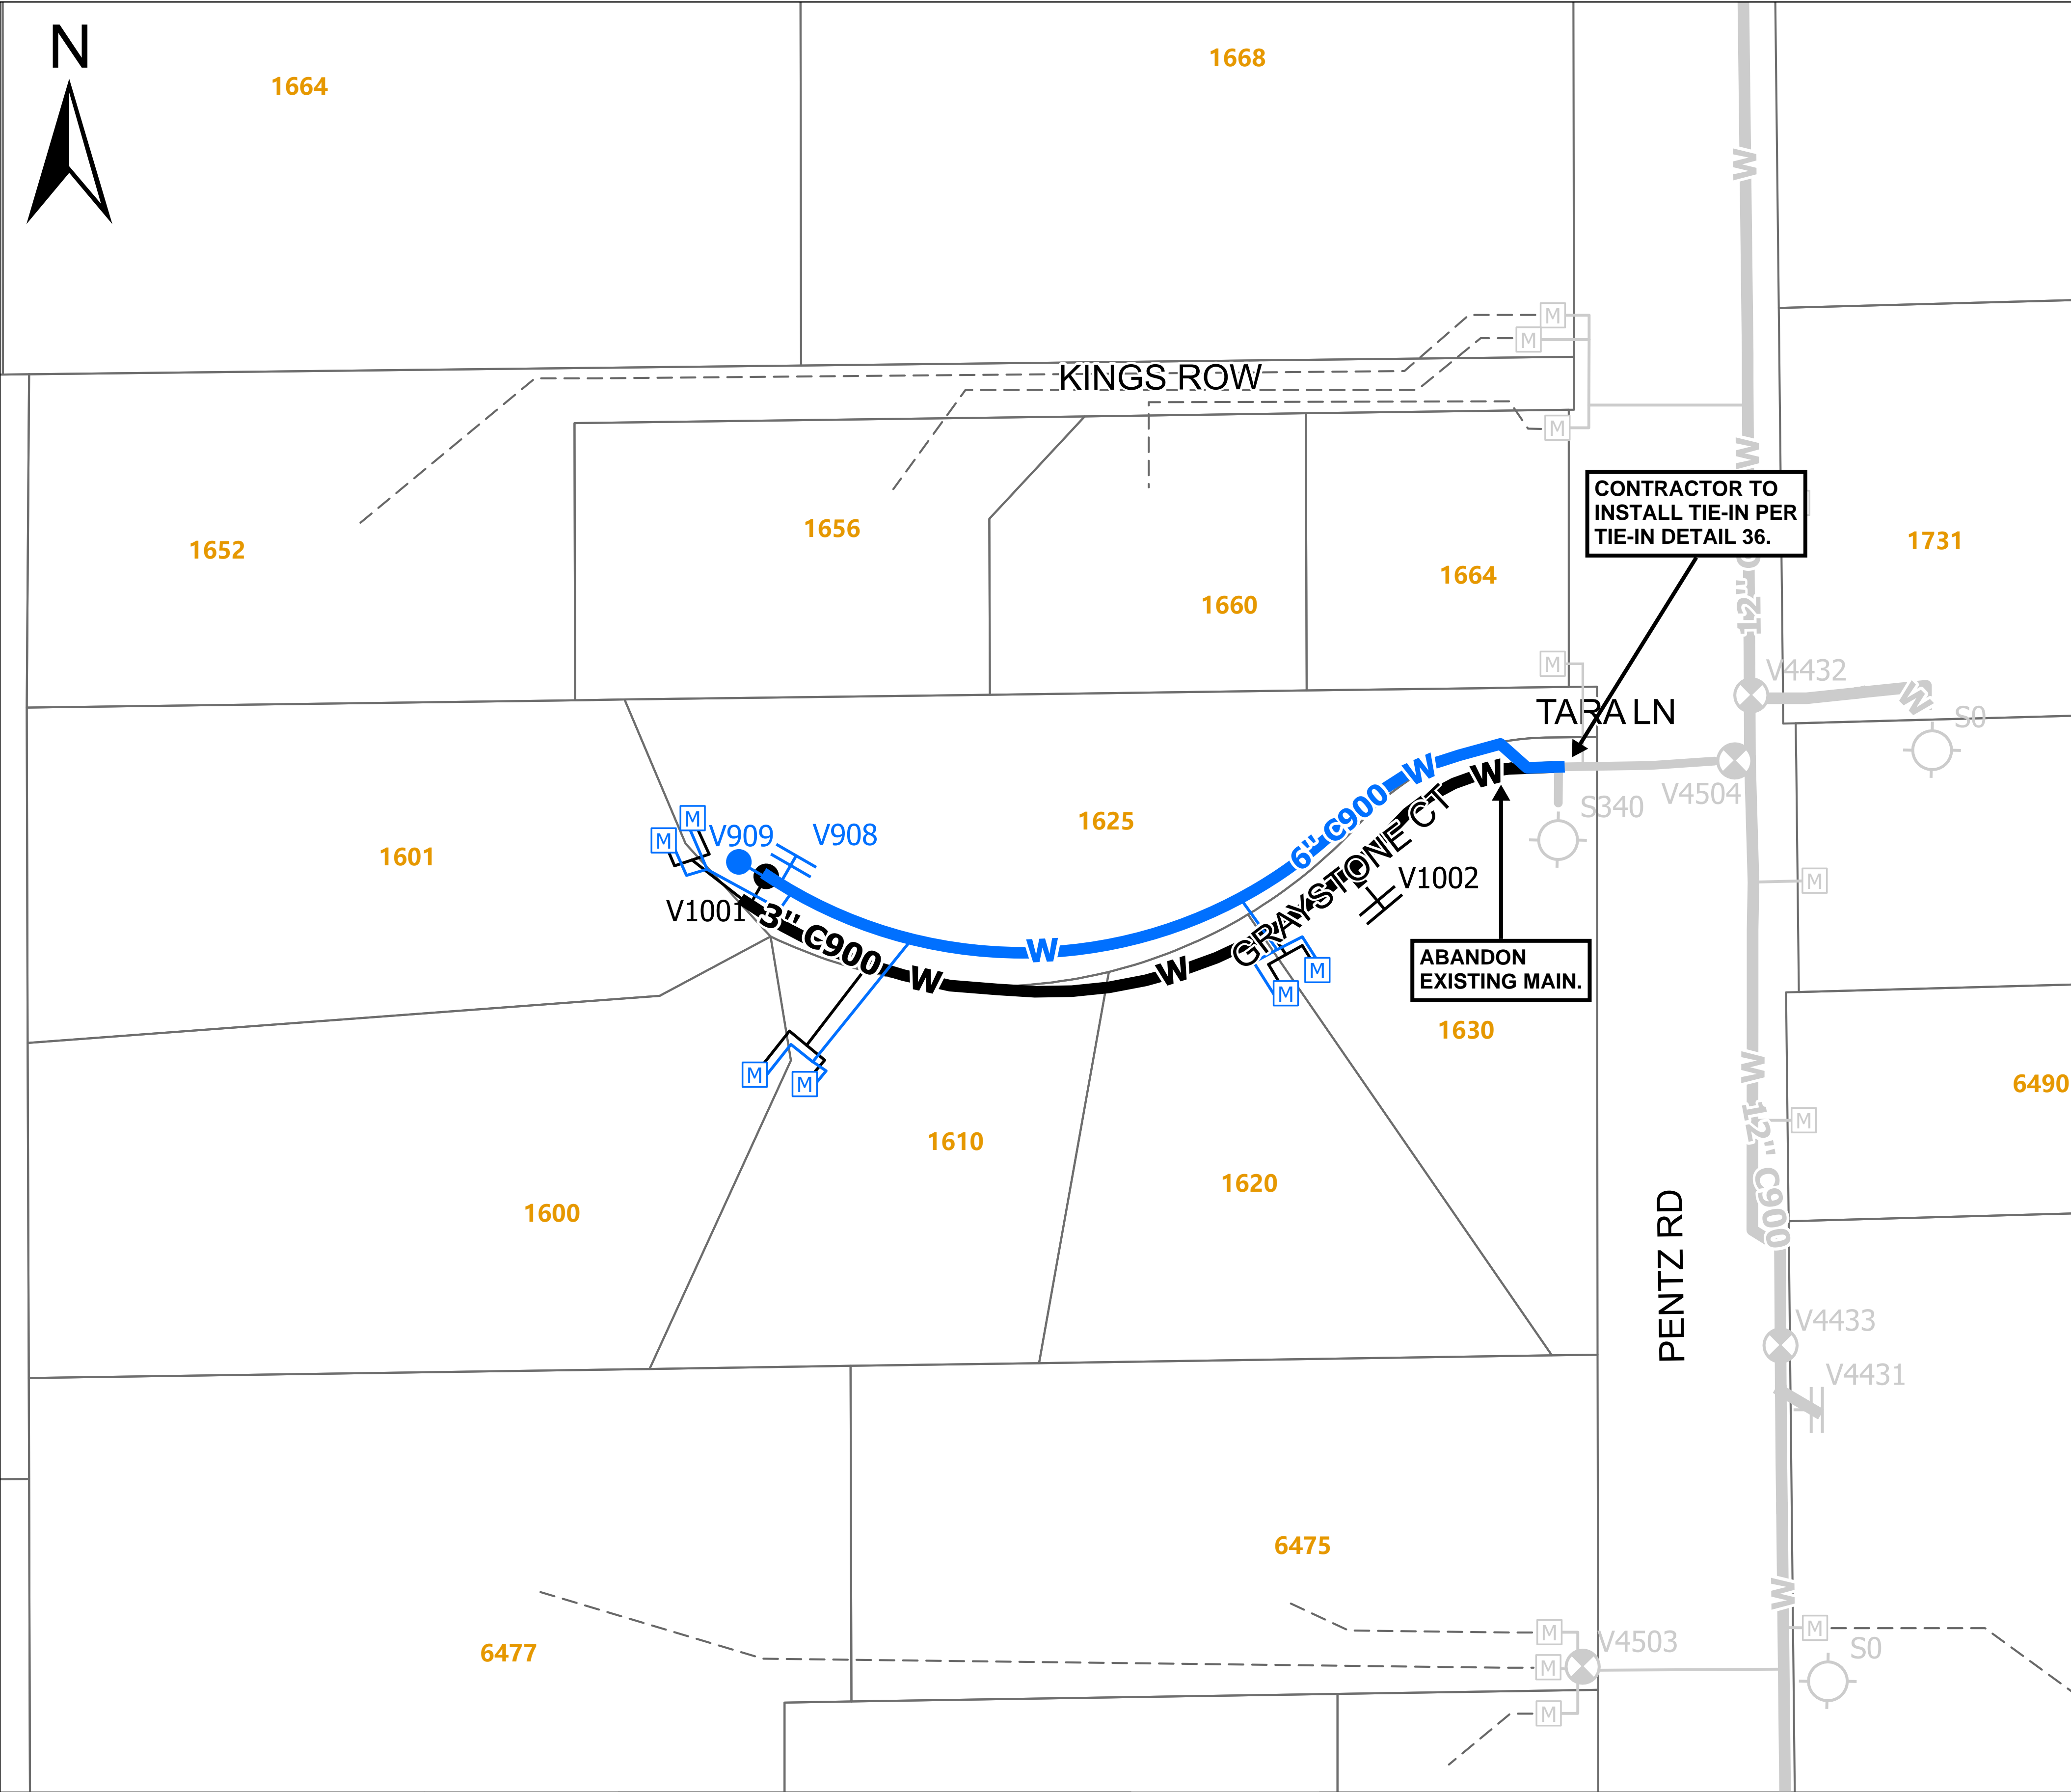 N
1664
1668
W
M
M
KINGS ROW
M
W
CONTRACTOR TO
INSTALL TIE-IN PER
TIE-IN DETAIL 36.
1652
1656
1660
1664
1731
12"
M
V4432
W
S0
TARA LN
V4504
S340
W
W
6" C900
1625
1601
M
M
V909
V908
V1001
3" C900
W
W
W
GRAYSTONE CT
V1002
M
M
M
ABANDON
EXISTING MAIN.
M
M
1630
W
6490
M
12" C900
1610
1620
1600
PENTZ RD
V4433
V4431
6475
W
6477
M
M
M
V4503
M
S0